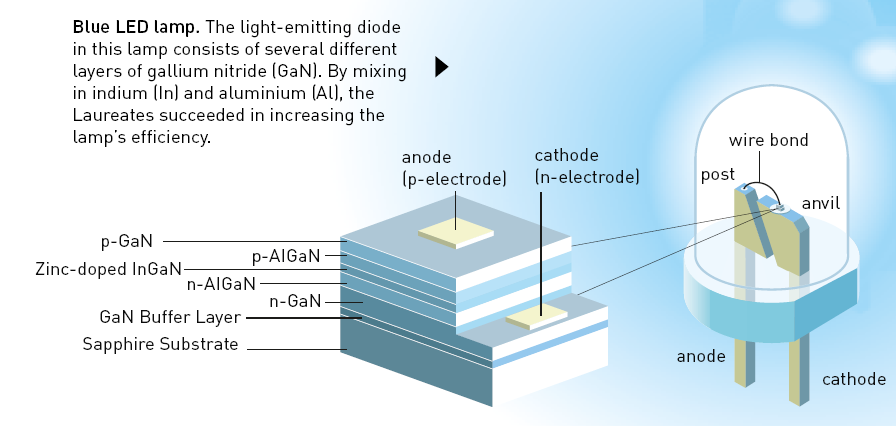 Blue LED lamp. The light-emitting diode
in this lamp consists of several different
layers of gallium nitride (GaN). By mixing
in indium (In) and aluminium (Al), the
Laureates succeeded in increasing the
lamp's efficiency.
anode
(p-electrode)
cathode
(n-electrode)
wire bond
post
anvil
p-GaN
p-AlGaN
Zinc-doped InGaN
n-AlGaN
n-GaN
GaN Buffer Layer
Sapphire Substrate
anode
cathode